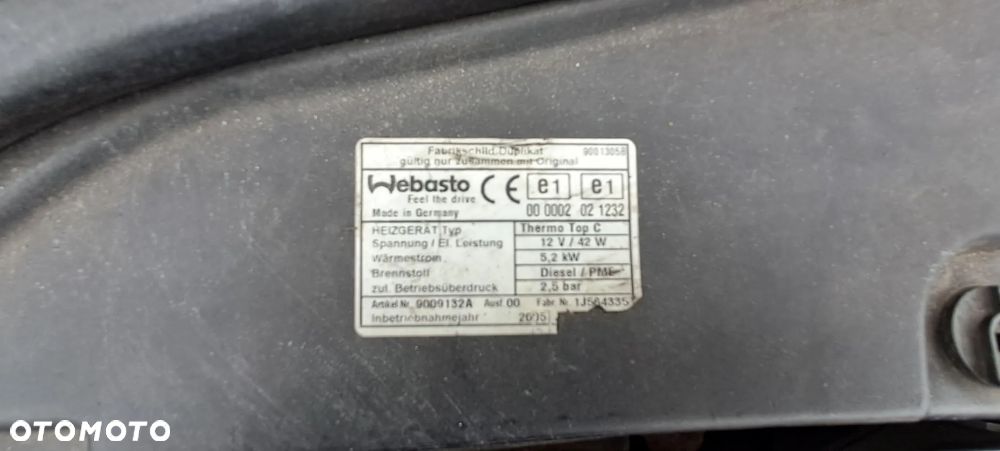 Fabrikschild-Duplikat 9001305B
gültig nur zusammen mit Original
Webasto CE e1 e1
Feel the drive
Made in Germany 00 0002 02 1232
HEIZGERÄT Typ Thermo Top C
Spannung / El. Leistung 12 V / 42 W
Wärmestrom 5,2 kW
Brennstoff Diesel / PME
zul. Betriebsüberdruck 2,5 bar
Artikel Nr. 9009132A Ausf. 00 Fabr. Nr. 1J564335
Inbetriebnahmejahr 2005
OTOMOTO